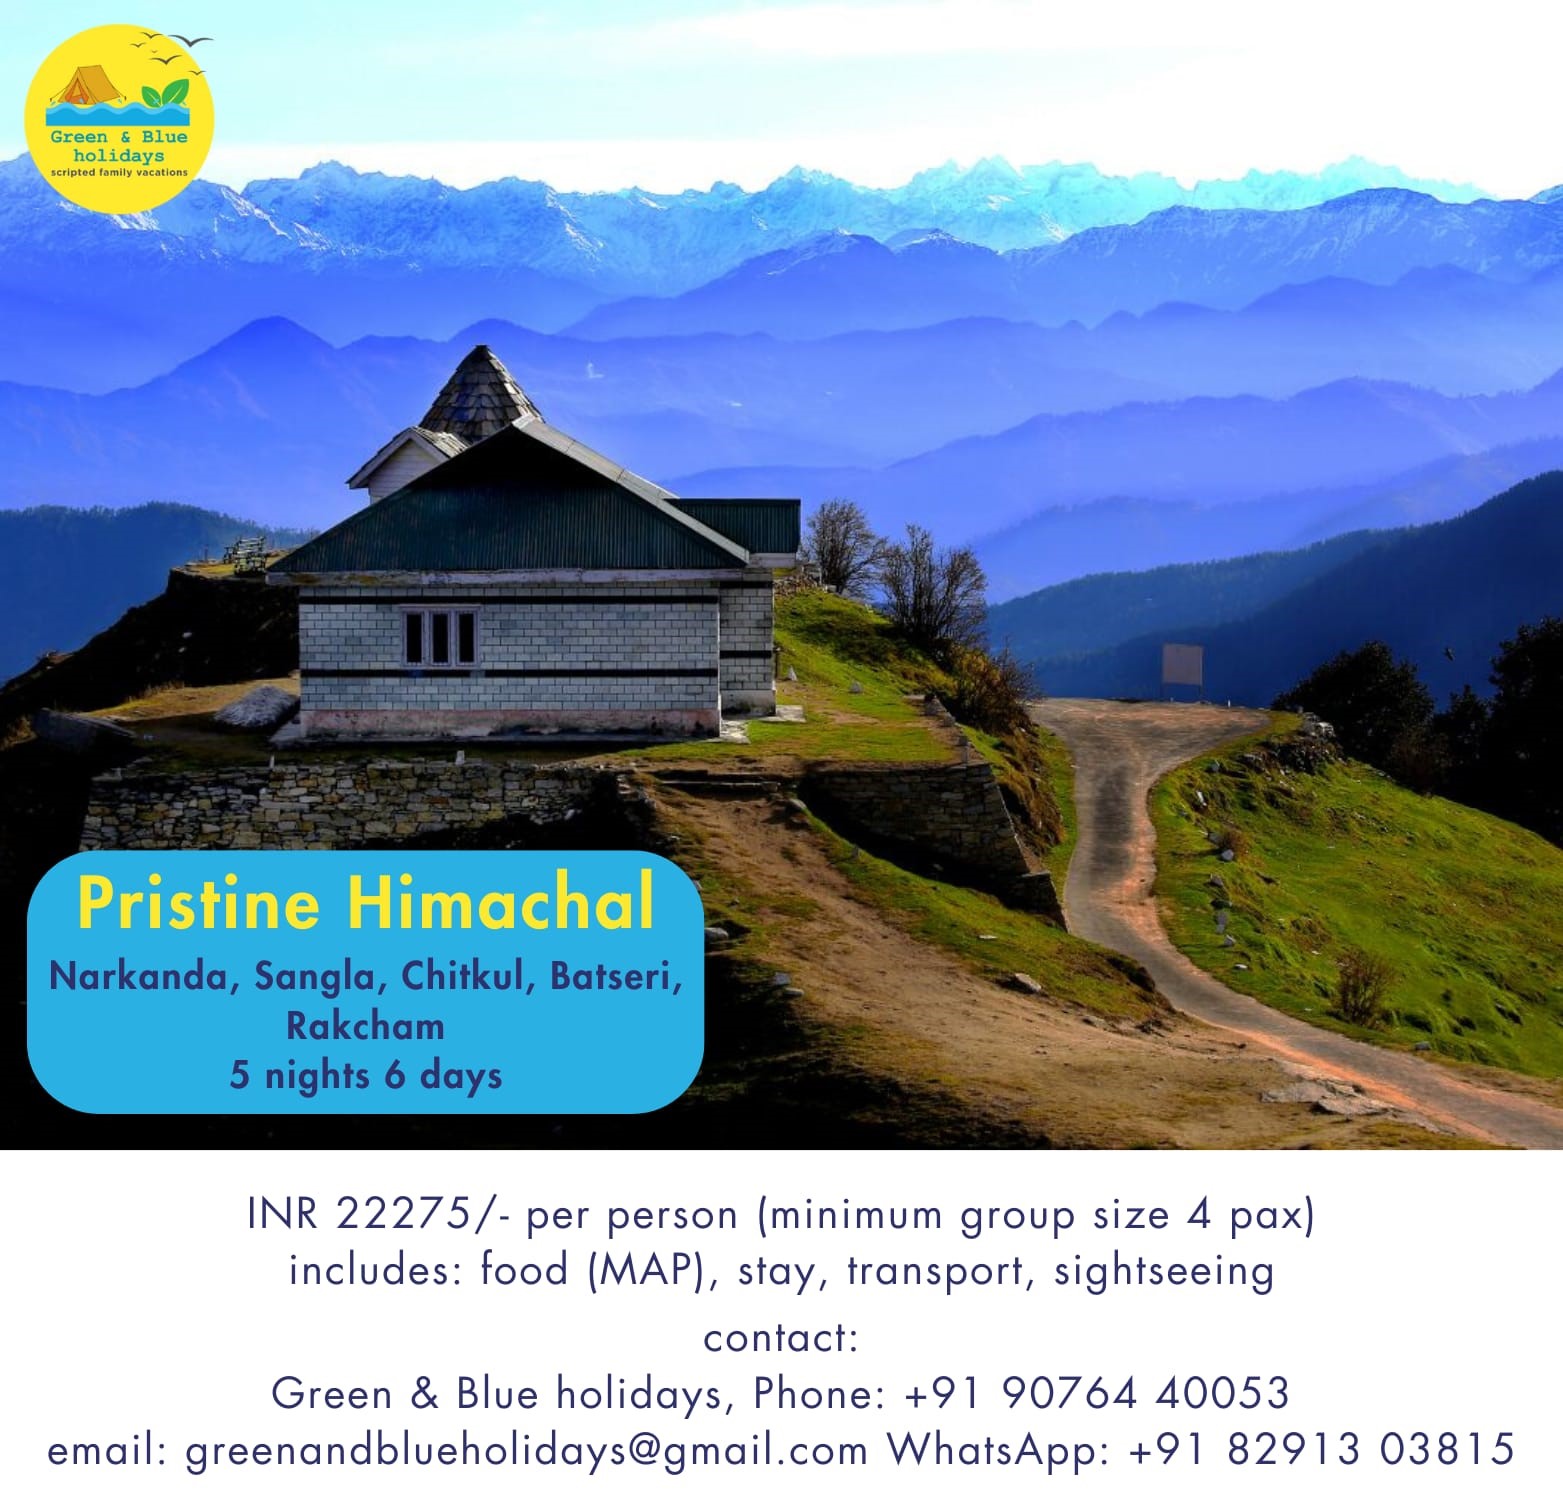 Green & Blue
holidays
scripted family vacations
Pristine Himachal
Narkanda, Sangla, Chitkul, Batseri,
Rakcham
5 nights 6 days
INR 22275/- per person (minimum group size 4 pax)
includes: food (MAP), stay, transport, sightseeing
contact:
Green & Blue holidays, Phone: +91 90764 40053
email: greenandblueholidays@gmail.com WhatsApp: +91 82913 03815